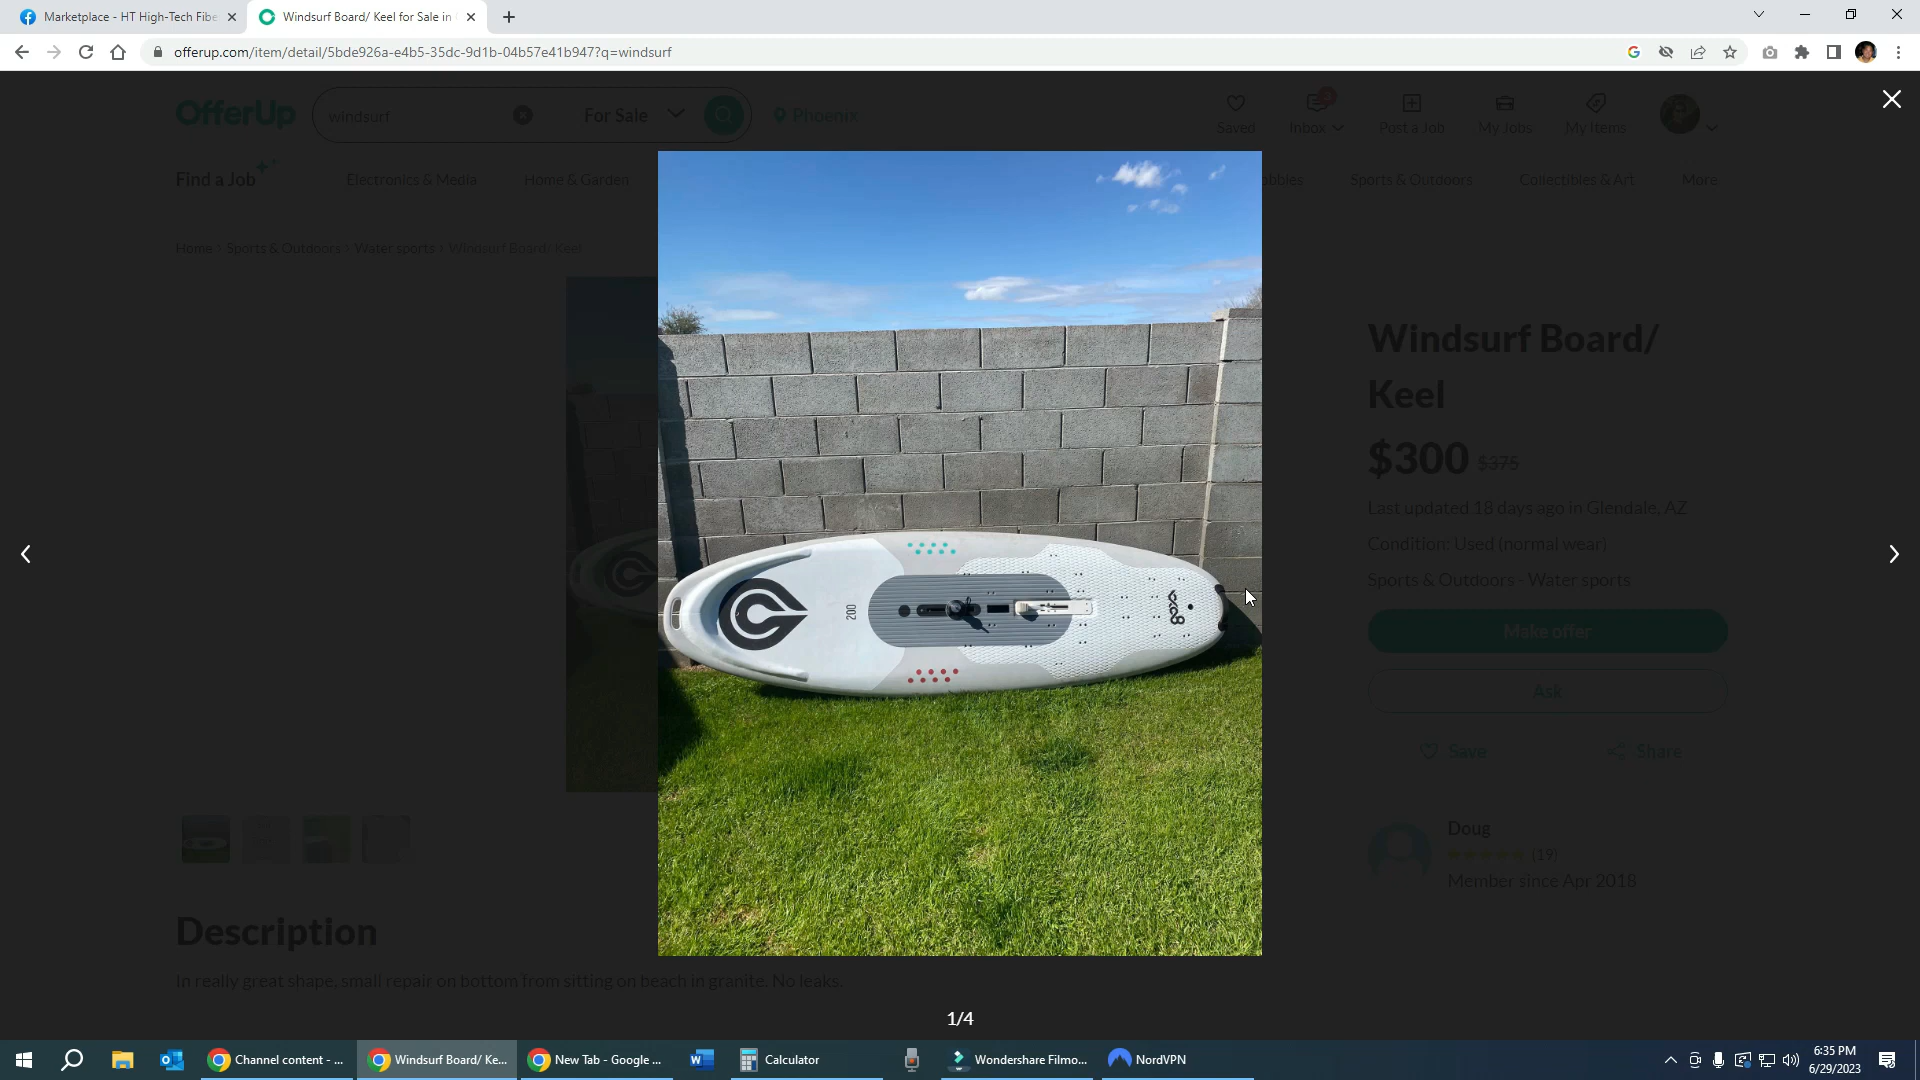 Marketplace - HT High-Tech Fibe
Windsurf Board/ Keel for Sale in
offerup.com/item/detail/5bde926a-e4b5-35dc-9d1b-04b57e41b947?q=windsurf
OfferUp
windsurf
For Sale
Phoenix
Saved
Inbox
Post a Job
My Jobs
My Items
Find a Job
Electronics & Media
Home & Garden
Sports & Outdoors
Collectibles & Art
More
Home
Sports & Outdoors
Water sports
Windsurf Board/ Keel
Windsurf Board/
Keel
$300 $375
Last updated 18 days ago in Glendale, AZ
Condition: Used (normal wear)
Sports & Outdoors - Water sports
200
Make offer
Ask
Save
Share
Doug
(19)
Member since Apr 2018
Description
In really great shape, small repair on bottom from sitting on beach in granite. No leaks.
1/4
Channel content - ...
Windsurf Board/ Ke...
New Tab - Google ...
Calculator
Wondershare Filmo...
NordVPN
6:35 PM
6/29/2023